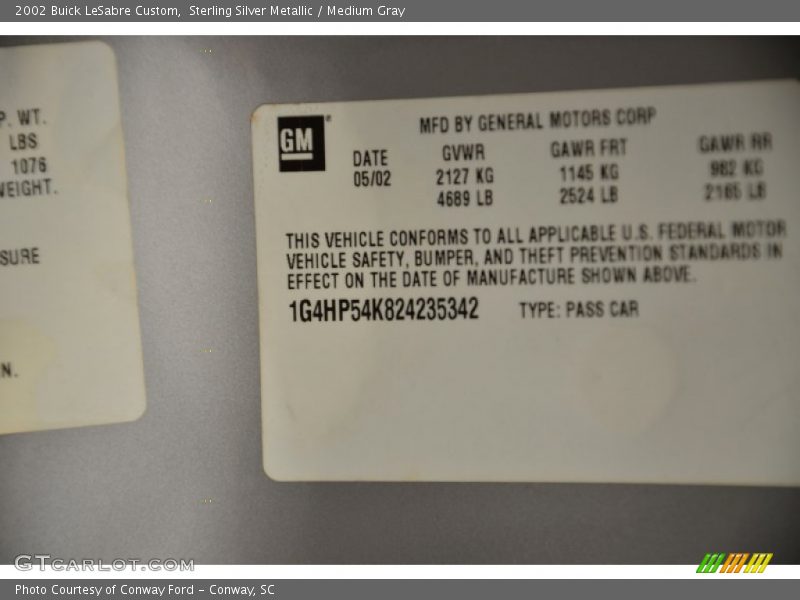 2002 Buick LeSabre Custom, Sterling Silver Metallic / Medium Gray
P. WT.
LBS
1076
WEIGHT.
SURE
N.
GM
MFD BY GENERAL MOTORS CORP
DATE GVWR GAWR FRT GAWR RR
05/02 2127 KG 1145 KG 982 KG
4689 LB 2524 LB 2165 LB
THIS VEHICLE CONFORMS TO ALL APPLICABLE U.S. FEDERAL MOTOR
VEHICLE SAFETY, BUMPER, AND THEFT PREVENTION STANDARDS IN
EFFECT ON THE DATE OF MANUFACTURE SHOWN ABOVE.
1G4HP54K824235342 TYPE: PASS CAR
GTCARLOT.COM
Photo Courtesy of Conway Ford – Conway, SC